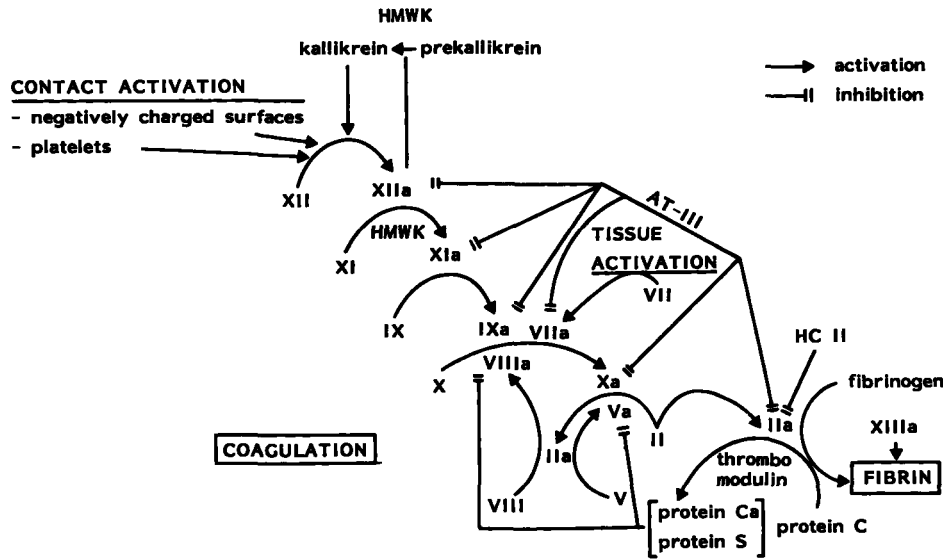 HMWK
kallikrein prekallikrein
activation
inhibition
CONTACT ACTIVATION
- negatively charged surfaces
- platelets
XII
XIIa
AT-III
HMWK
XI
XIa
TISSUE
ACTIVATION
VII
IX
IXa
VIIa
VIIIa
X
Xa
HC II
fibrinogen
Va
II
IIa
XIIIa
COAGULATION
IIa
thrombo
modulin
FIBRIN
VIII
V
protein Ca
protein S
protein C